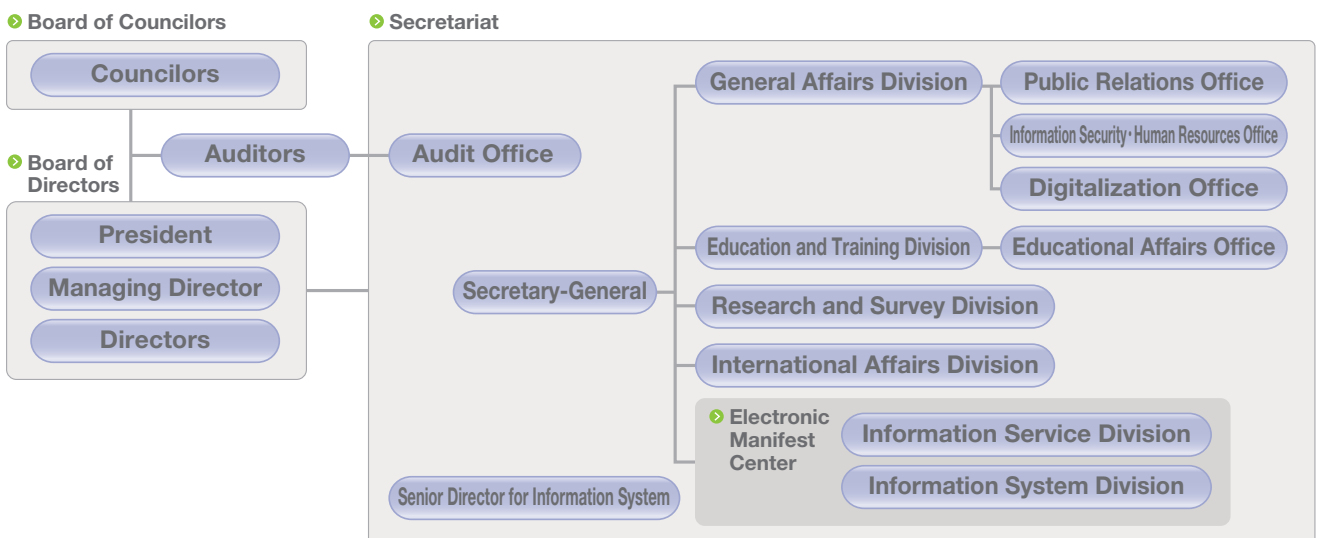 Board of Councilors
Councilors
Auditors
Board of
Directors
President
Managing Director
Directors
Secretariat
Audit Office
Secretary-General
General Affairs Division
Public Relations Office
Information Security・Human Resources Office
Digitalization Office
Education and Training Division
Educational Affairs Office
Research and Survey Division
International Affairs Division
Electronic
Manifest
Center
Information Service Division
Information System Division
Senior Director for Information System